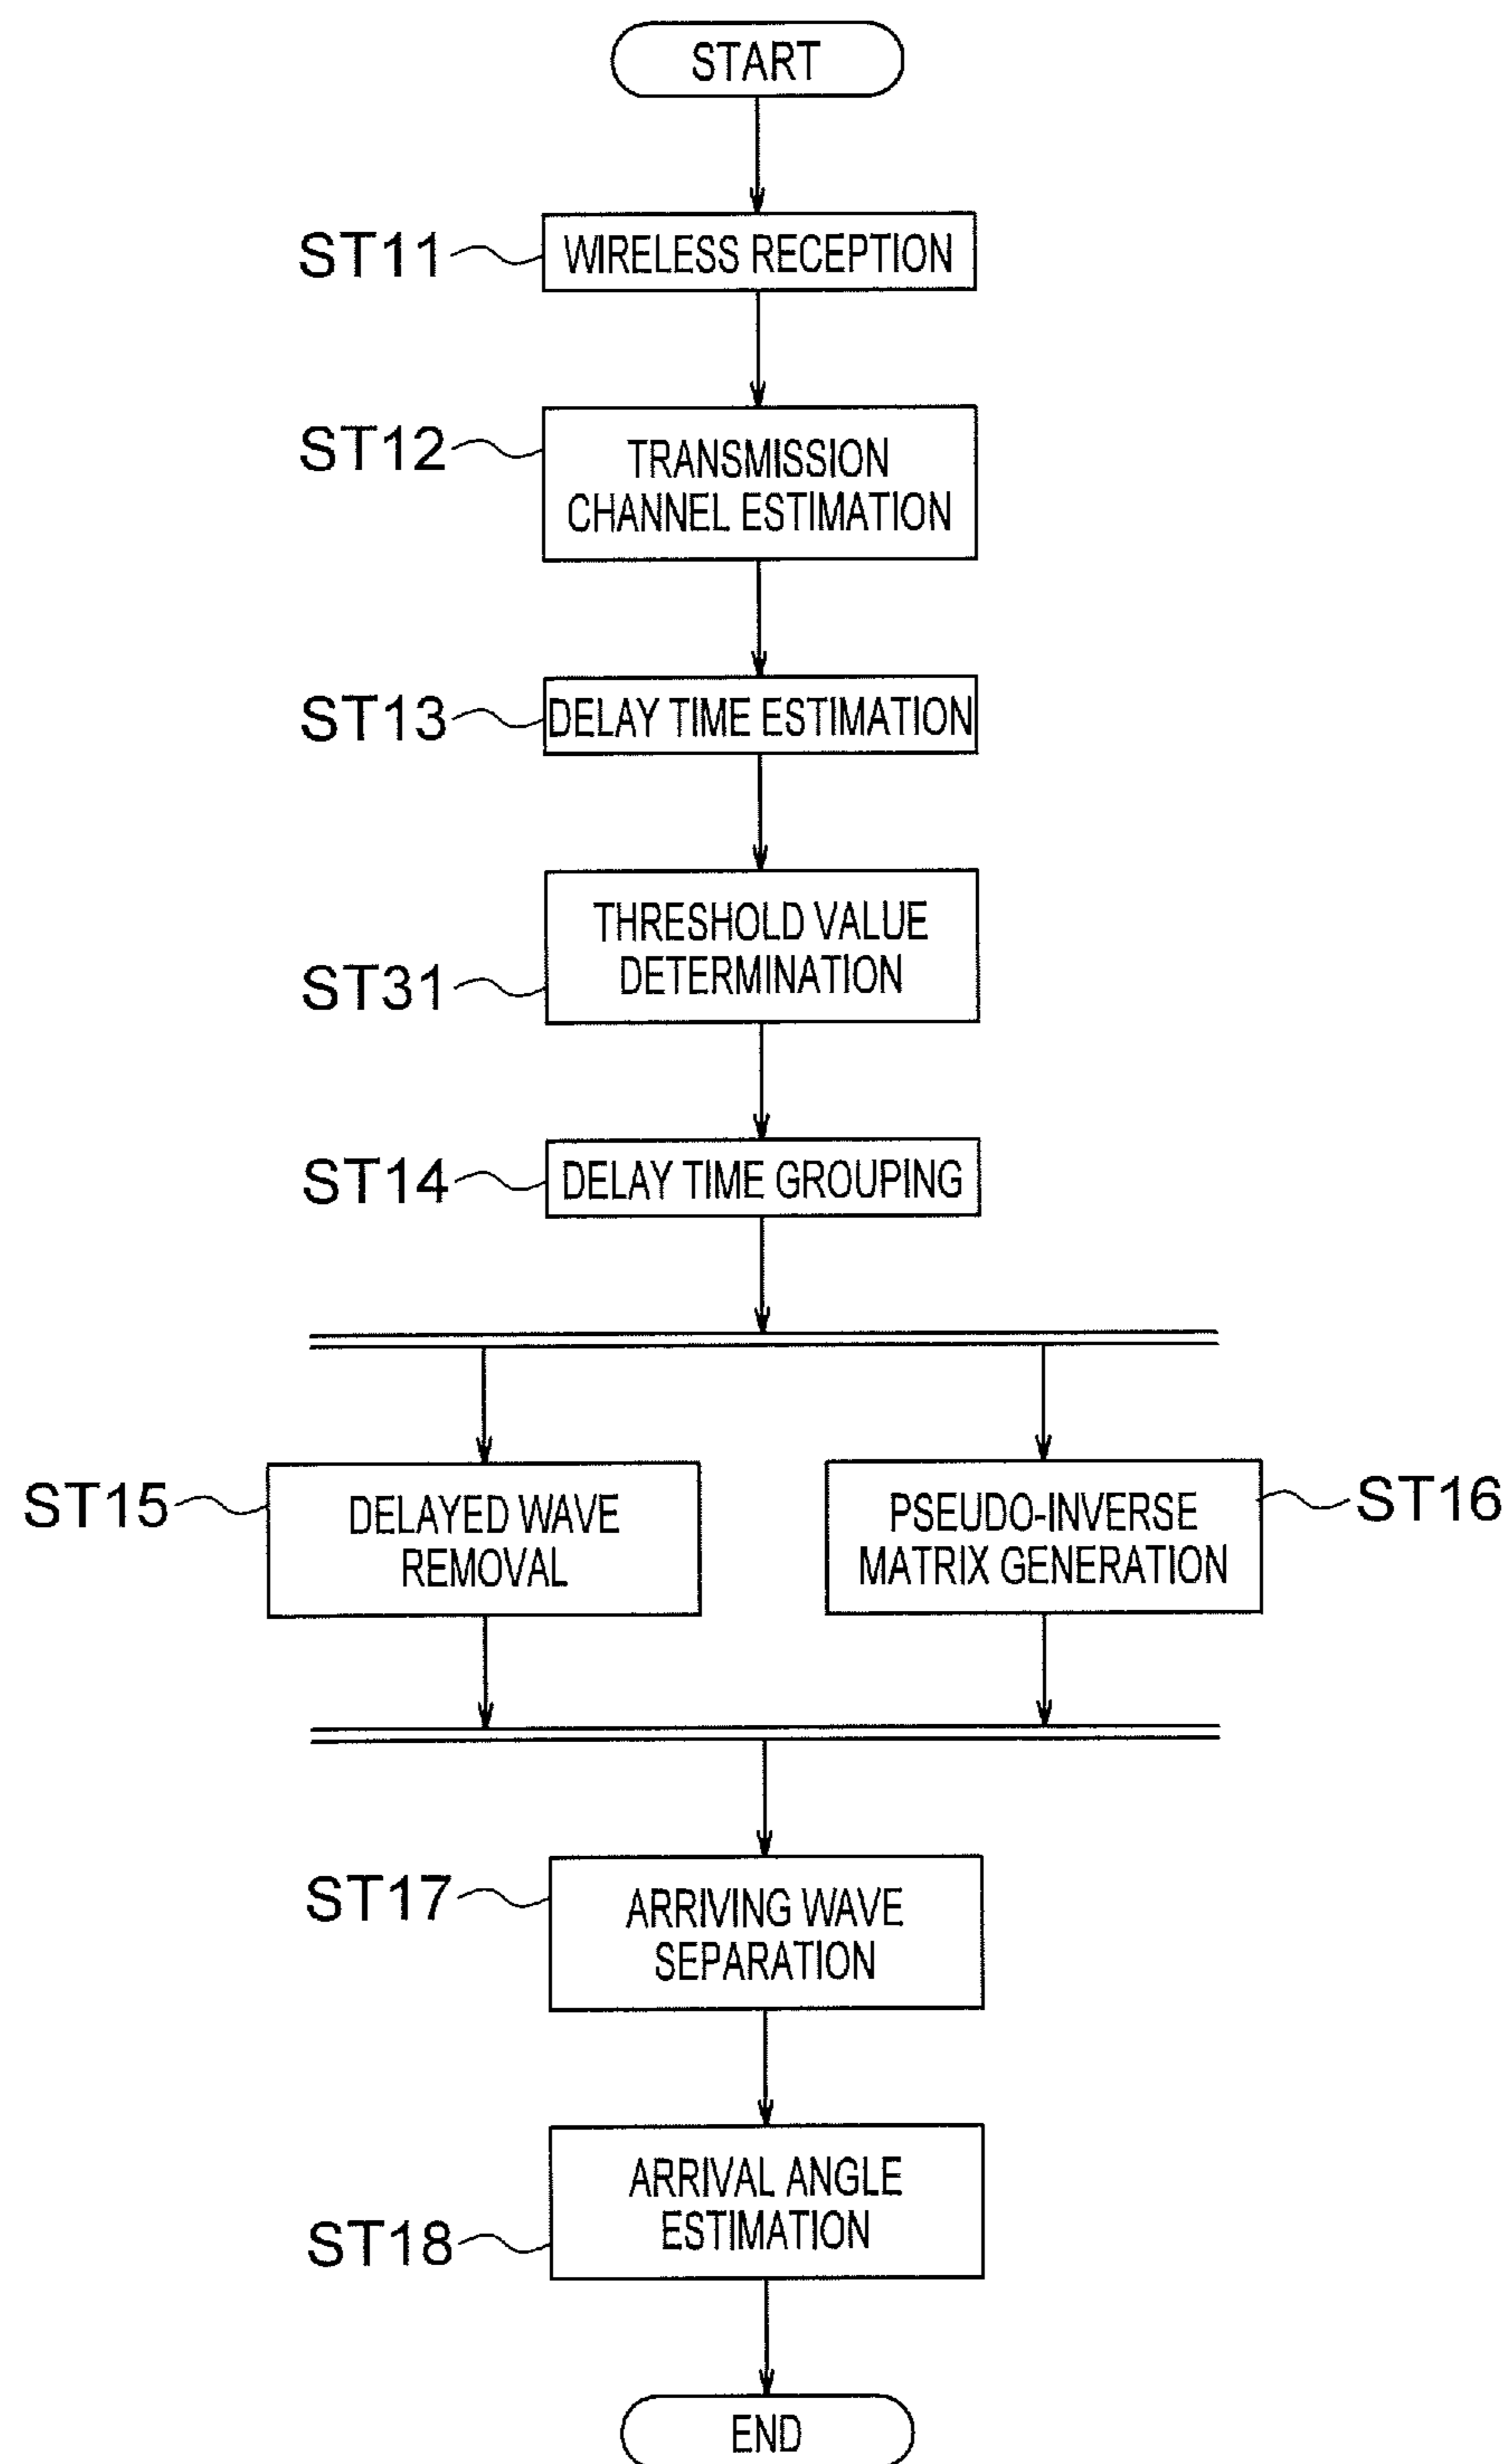 START
ST11
WIRELESS RECEPTION
ST12
TRANSMISSION
CHANNEL ESTIMATION
ST13
DELAY TIME ESTIMATION
ST31
THRESHOLD VALUE
DETERMINATION
ST14
DELAY TIME GROUPING
ST15
DELAYED WAVE
REMOVAL
PSEUDO-INVERSE
MATRIX GENERATION
ST16
ST17
ARRIVING WAVE
SEPARATION
ST18
ARRIVAL ANGLE
ESTIMATION
END